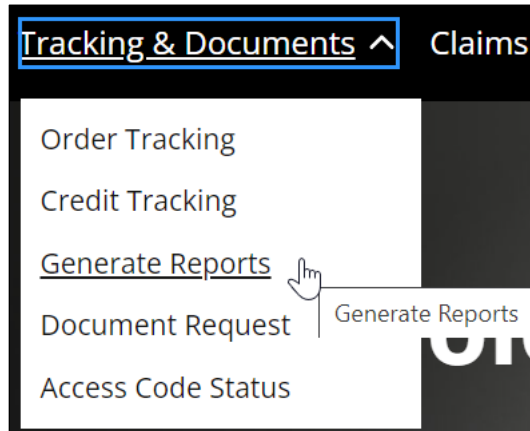 Tracking & Documents Claims
Order Tracking
Credit Tracking
Generate Reports
Generate Reports
Document Request
Access Code Status